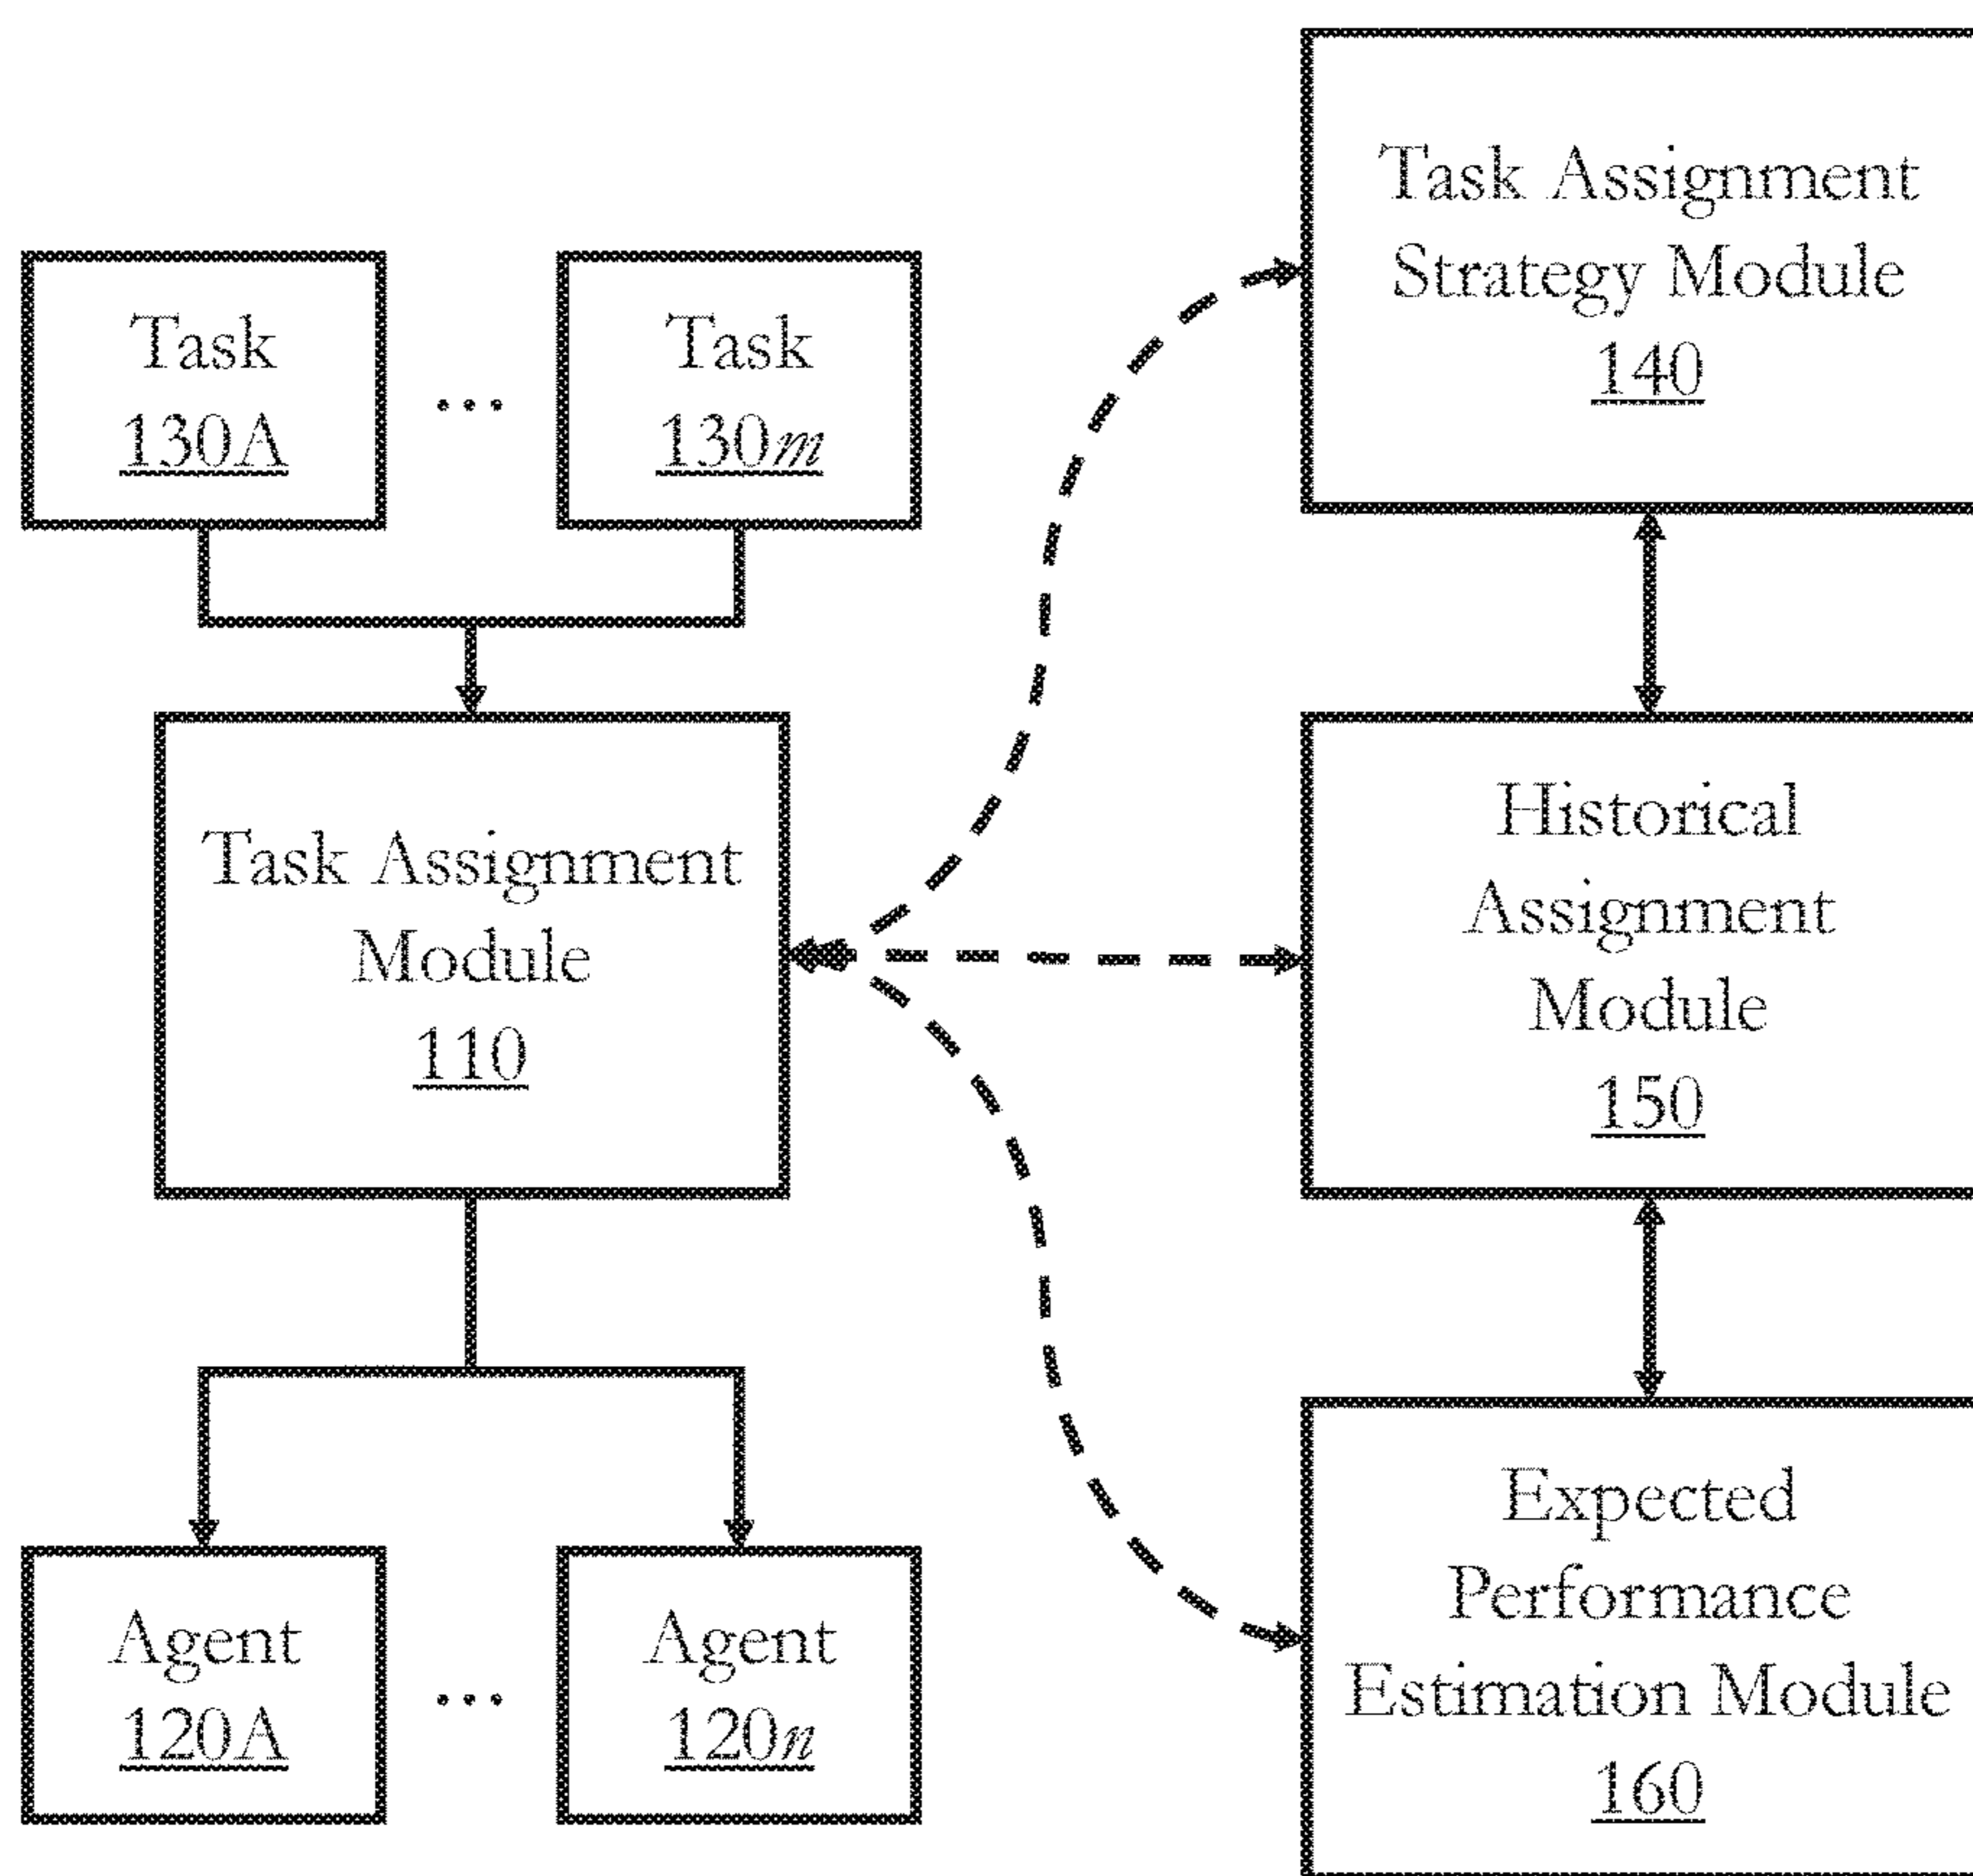 Task Assignment
Strategy Module
140
Task
130A
...
Task
130m
Task Assignment
Module
110
Historical
Assignment
Module
150
Agent
120A
...
Agent
120n
Expected
Performance
Estimation Module
160